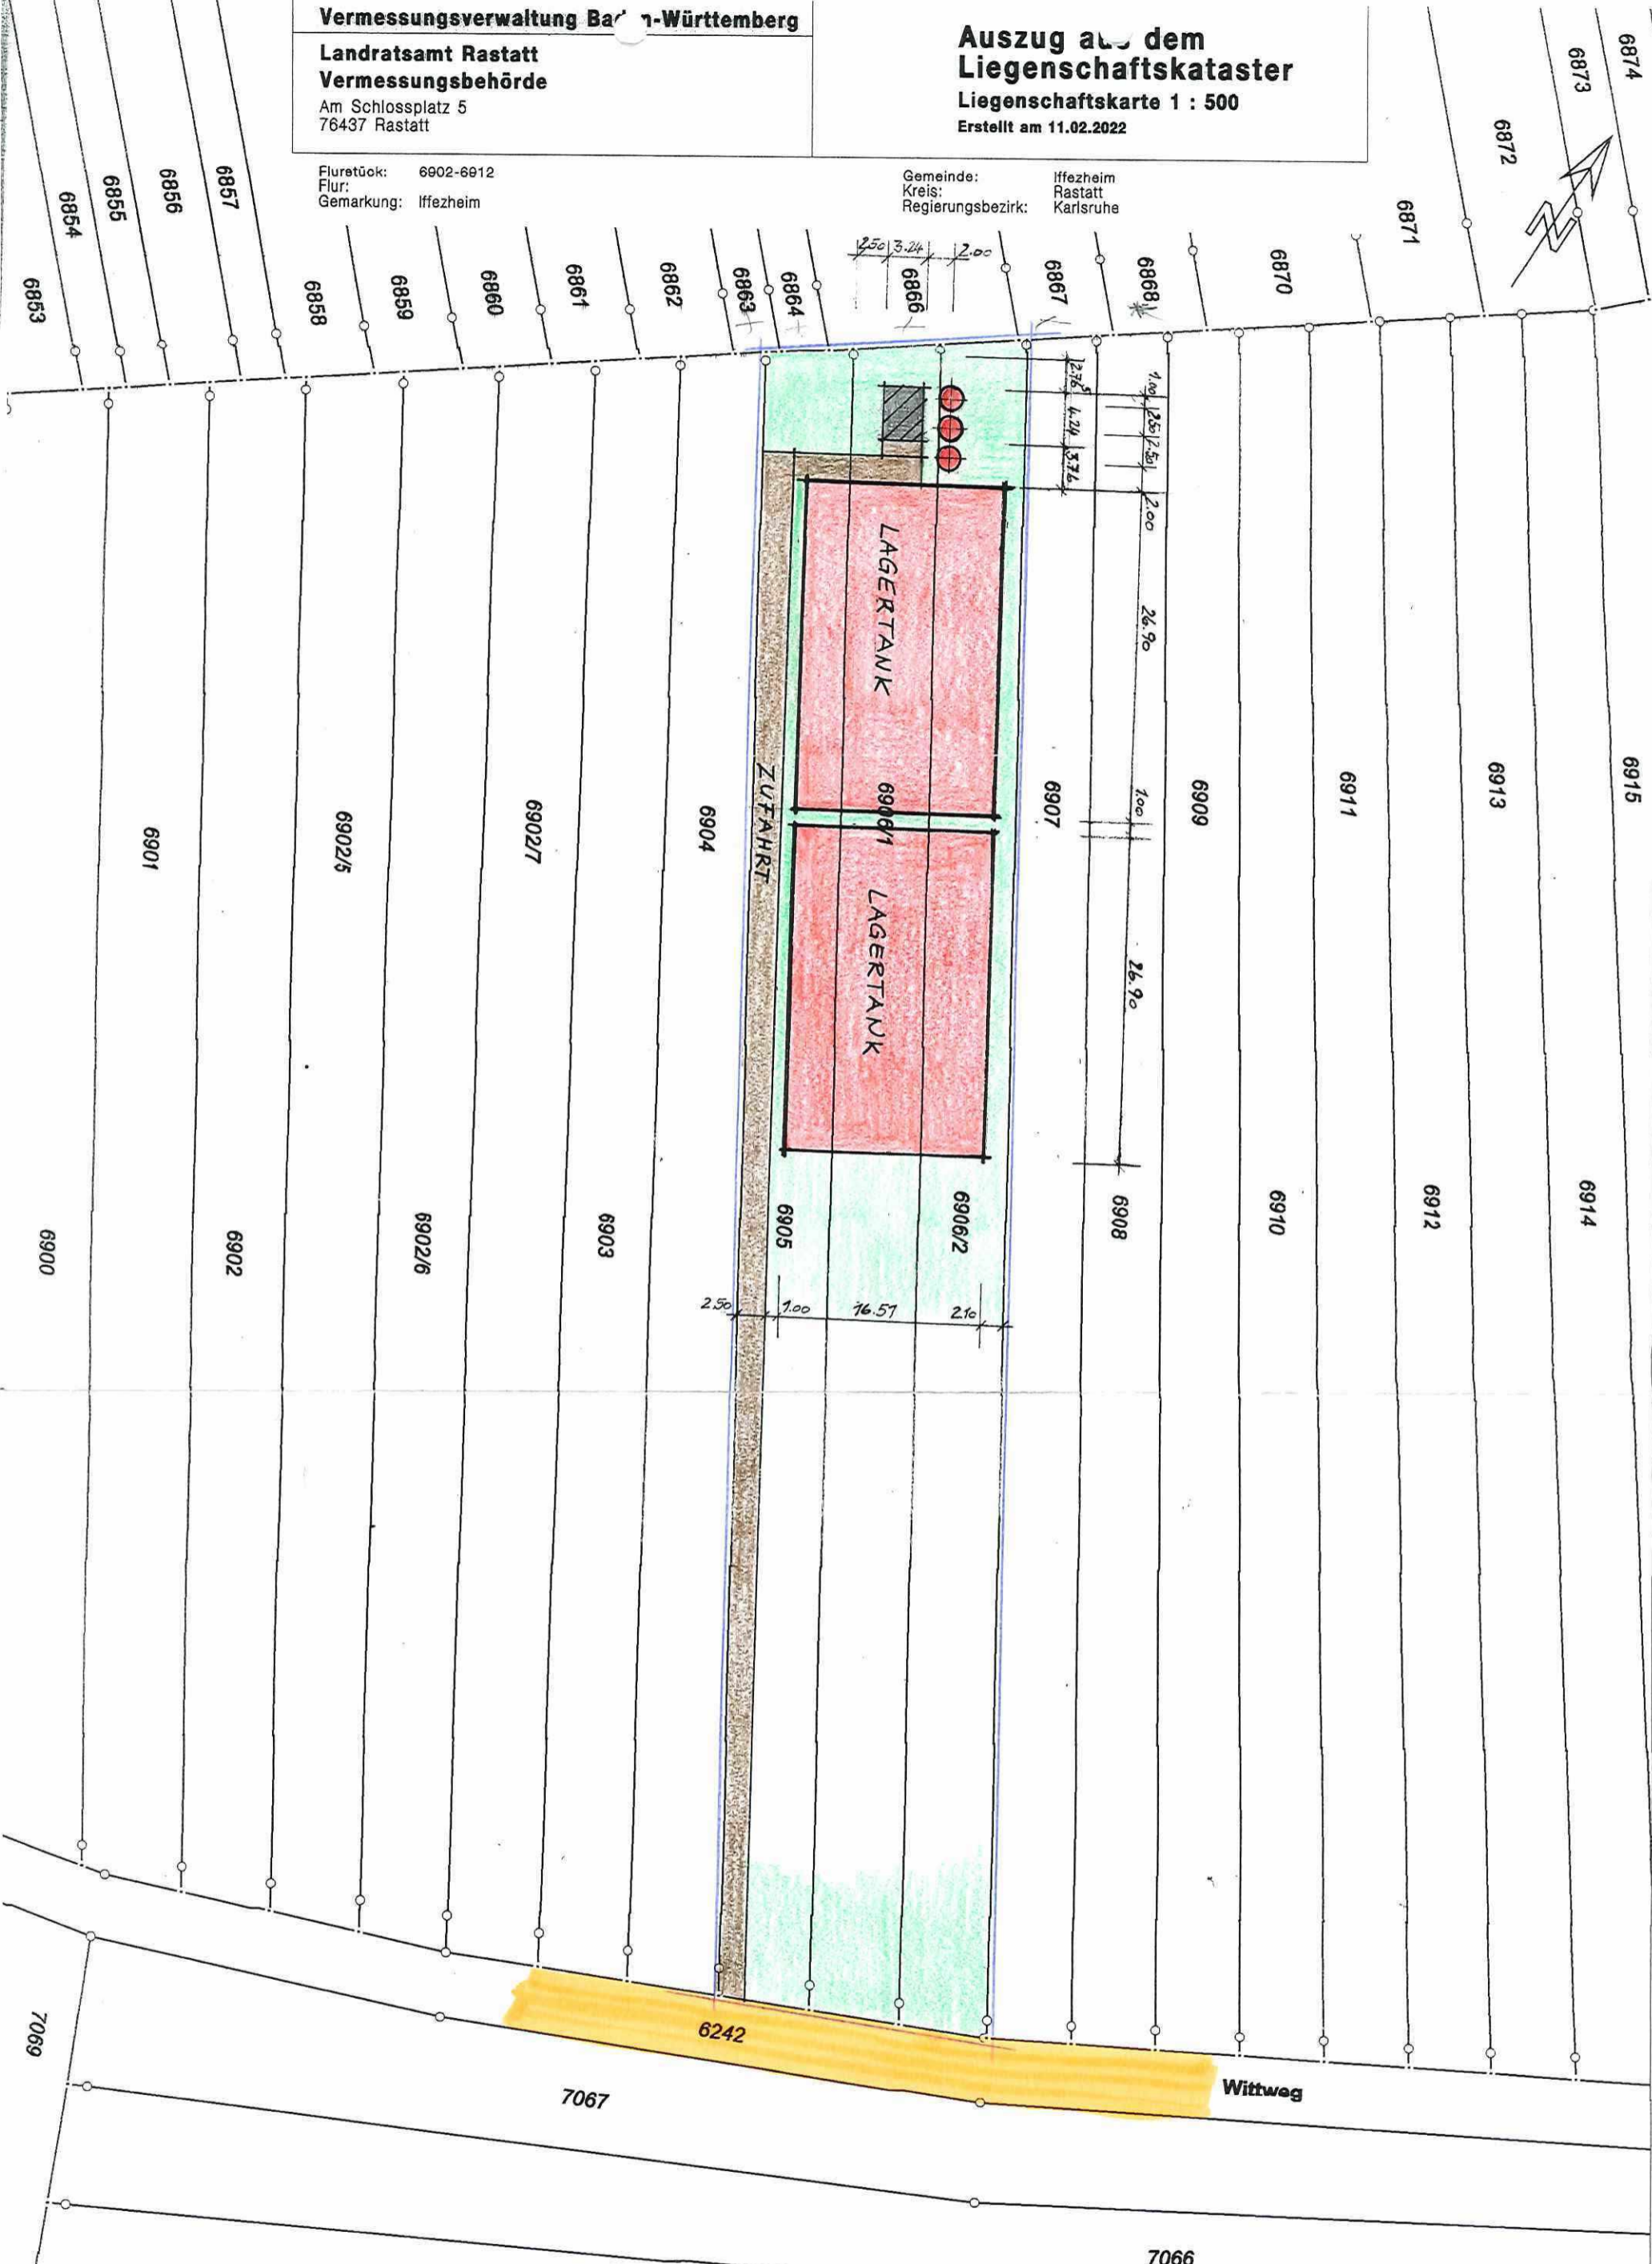 Vermessungsverwaltung Ba n-Württemberg
Landratsamt Rastatt
Vermessungsbehörde
Am Schlossplatz 5
76437 Rastatt
Auszug aus dem
Liegenschaftskataster
Liegenschaftskarte 1 : 500
Erstellt am 11.02.2022
Flurstück: 6902-6912
Flur:
Gemarkung: Iffezheim
Gemeinde: Iffezheim
Kreis: Rastatt
Regierungsbezirk: Karlsruhe
6874
6873
6872
6871
6870
6868
6867
6866
6864
6863
6862
6861
6860
6859
6858
6857
6856
6855
6854
6853
N
2.50 3.24 2.00
2.76 4.24 3.76
1.00 2.50 2.50 2.00
26.90
1.00
26.90
LAGERTANK
6906/1
LAGERTANK
ZUFAHRT
6901
6902/5
6902/7
6904
6907
6909
6911
6913
6915
6900
6902
6902/6
6903
6905
6906/2
6908
6910
6912
6914
2.50 1.00 16.57 2.10
6242
Wittweg
7069
7067
7066